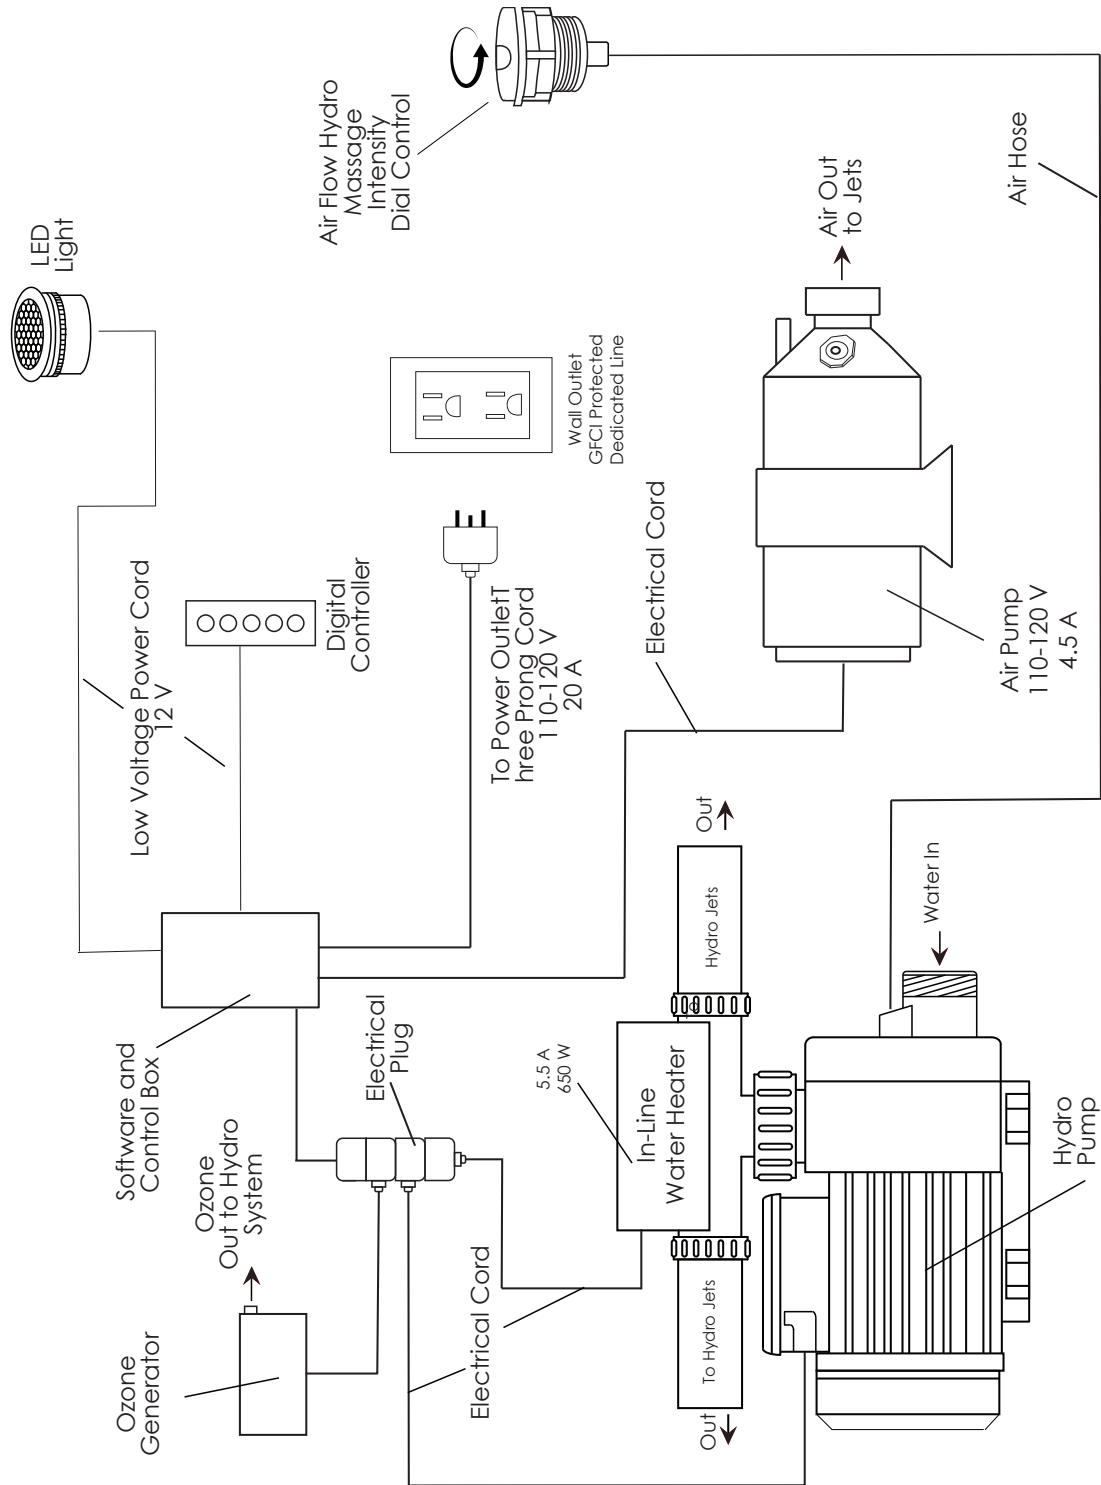 LED
Light
Air Flow Hydro
Massage
Intensity
Dial Control
Low Voltage Power Cord
12 V
Digital
Controller
Wall Outlet
GFCI Protected
Dedicated Line
To Power OutletT
hree Prong Cord
110-120 V
20 A
Electrical Cord
Air Out
to Jets
Air Hose
Air Pump
110-120 V
4.5 A
Software and
Control Box
Electrical
Plug
Ozone
Out to Hydro
System
Ozone
Generator
Electrical Cord
5.5 A
650 W
In-Line
Water Heater
Out
Hydro Jets
To
Water In
To Hydro Jets
Out
Hydro
Pump